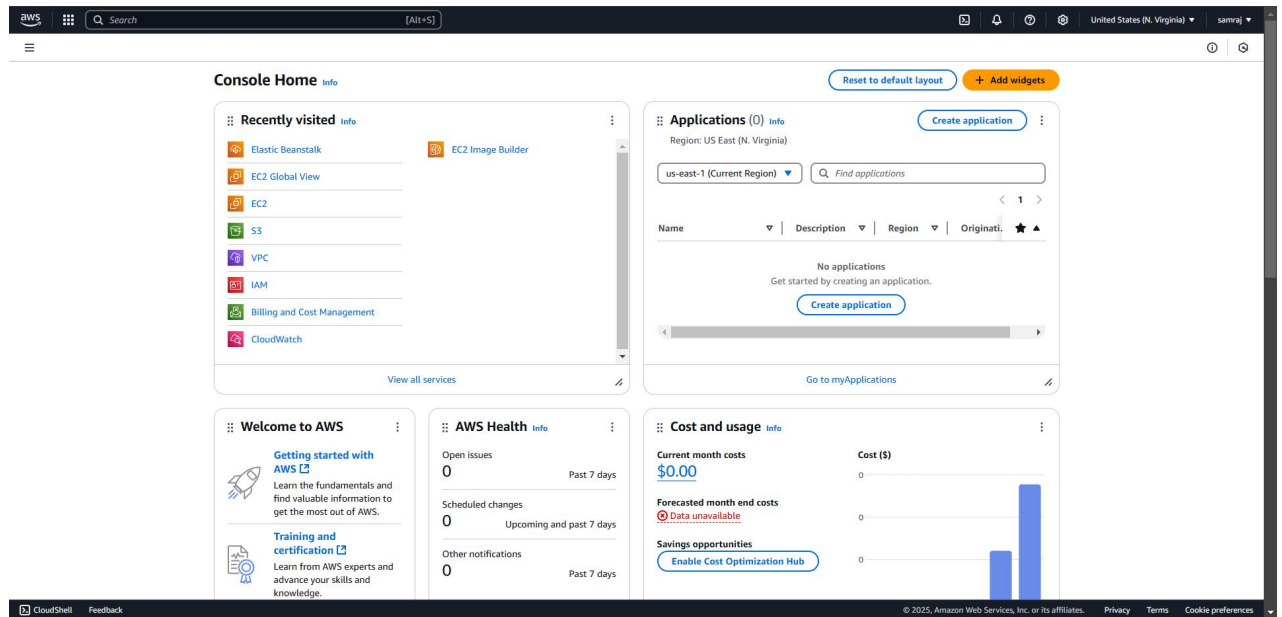 aws
Search [Alt+S]
United States (N. Virginia) samraj
Console Home Info
Reset to default layout
+ Add widgets
Recently visited Info
Elastic Beanstalk
EC2 Global View
EC2
S3
VPC
IAM
Billing and Cost Management
CloudWatch
EC2 Image Builder
View all services
Applications (0) Info
Create application
Region: US East (N. Virginia)
us-east-1 (Current Region)
Find applications
1
Name Description Region Originati.
No applications
Get started by creating an application.
Create application
Go to myApplications
Welcome to AWS
Getting started with
AWS
Learn the fundamentals and
find valuable information to
get the most out of AWS.
Training and
certification
Learn from AWS experts and
advance your skills and
knowledge.
AWS Health Info
Open issues
0
Past 7 days
Scheduled changes
0
Upcoming and past 7 days
Other notifications
0
Past 7 days
Cost and usage Info
Current month costs
$0.00
Forecasted month end costs
Data unavailable
Savings opportunities
Enable Cost Optimization Hub
Cost ($)
0
0
0
CloudShell Feedback
© 2025, Amazon Web Services, Inc. or its affiliates. Privacy Terms Cookie preferences